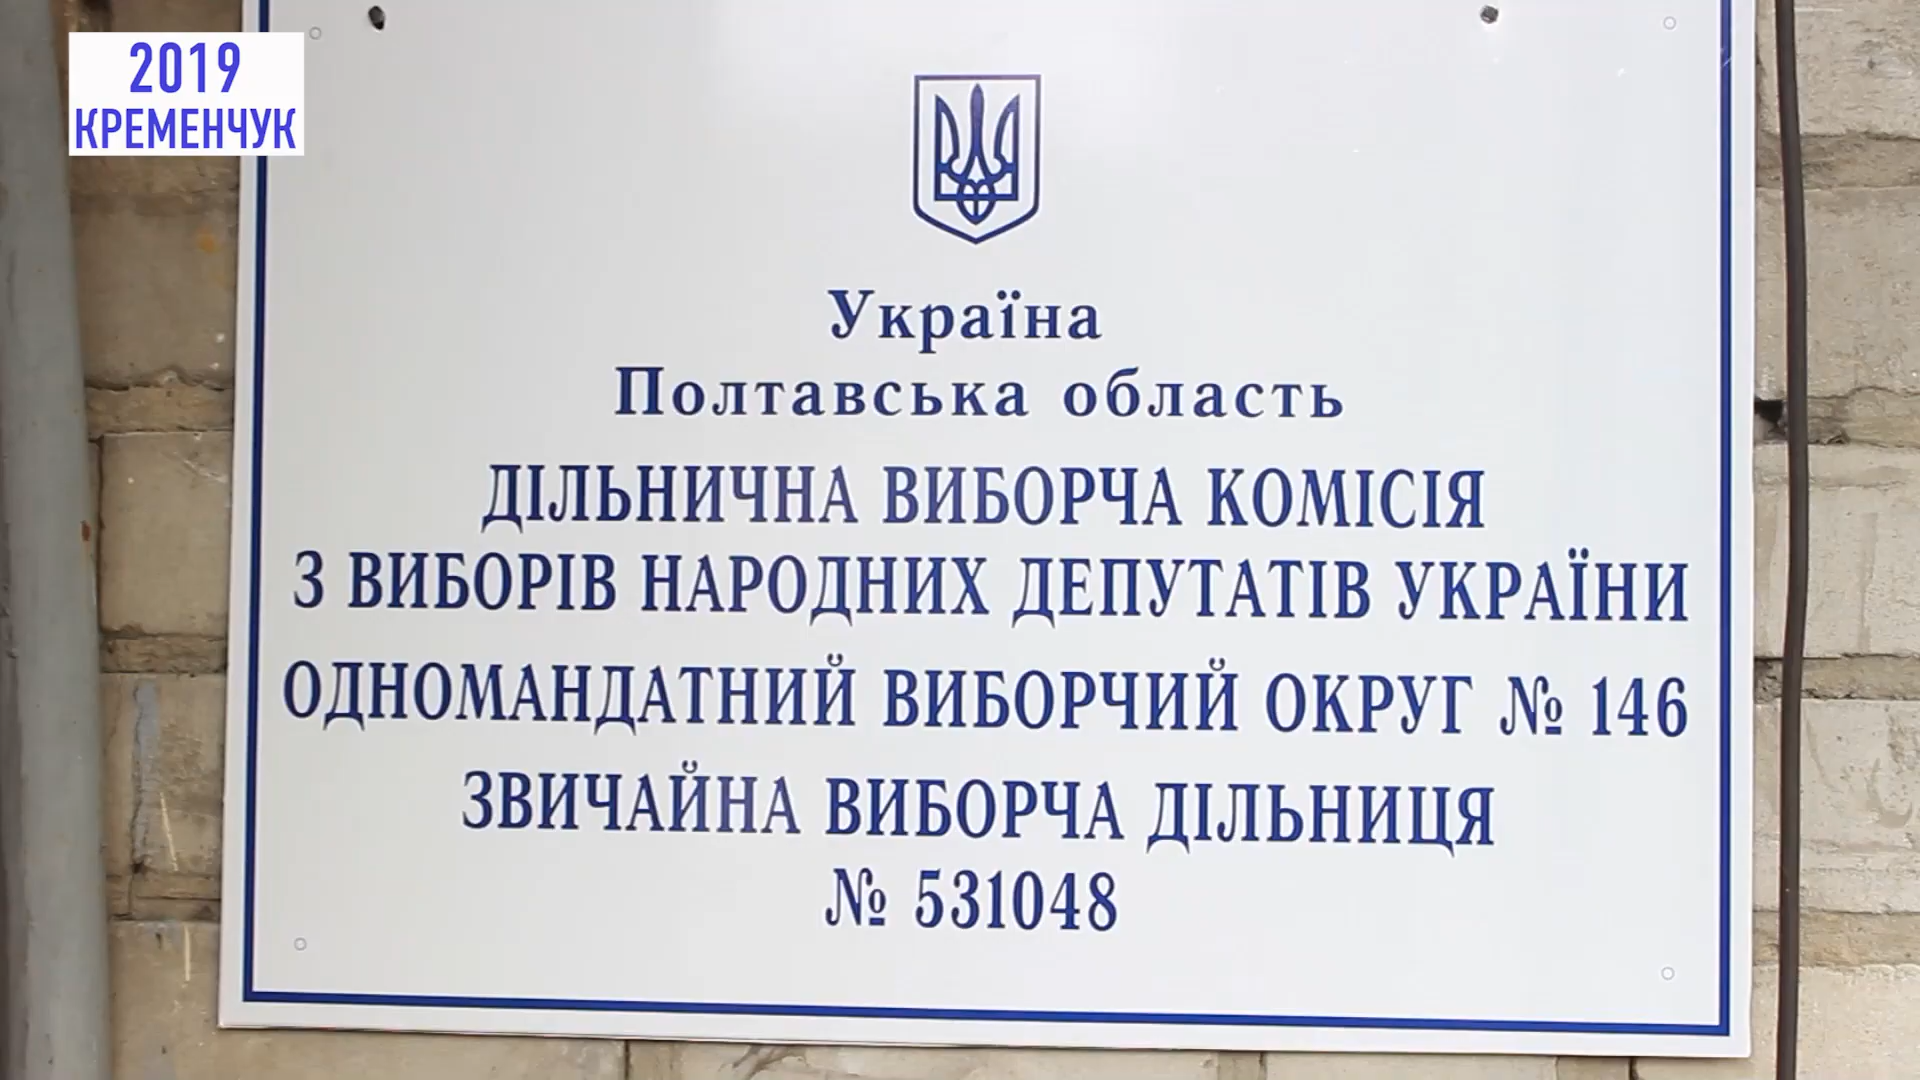 2019
КРЕМЕНЧУК
Україна
Полтавська область
ДІЛЬНИЧНА ВИБОРЧА КОМІСІЯ
З ВИБОРІВ НАРОДНИХ ДЕПУТАТІВ УКРАЇНИ
ОДНОМАНДАТНИЙ ВИБОРЧИЙ ОКРУГ № 146
ЗВИЧАЙНА ВИБОРЧА ДІЛЬНИЦЯ
№ 531048